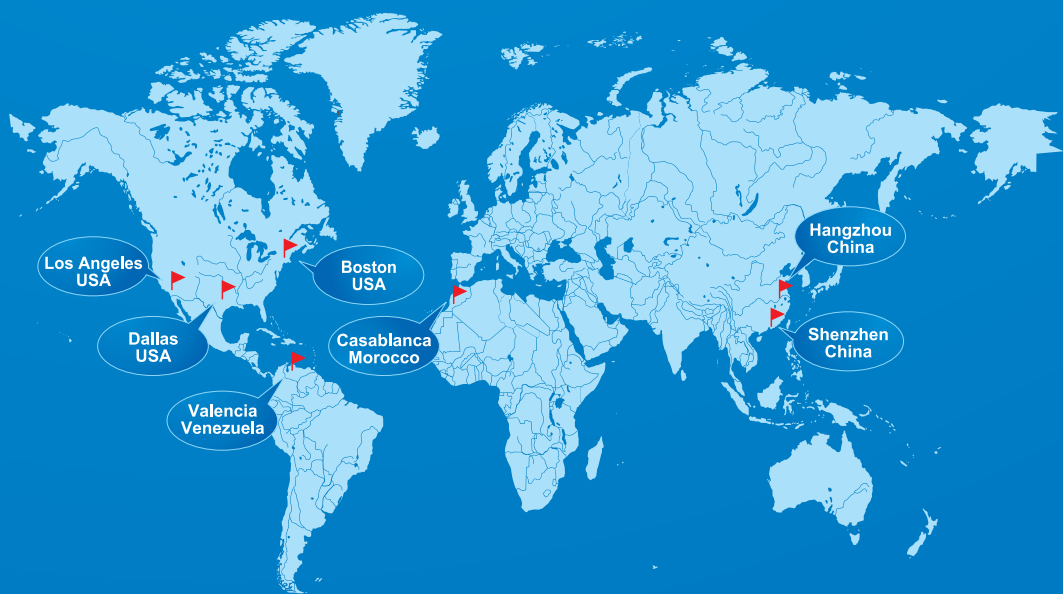 Hangzhou
China
Los Angeles
USA
Boston
USA
Dallas
USA
Casablanca
Morocco
Shenzhen
China
Valencia
Venezuela